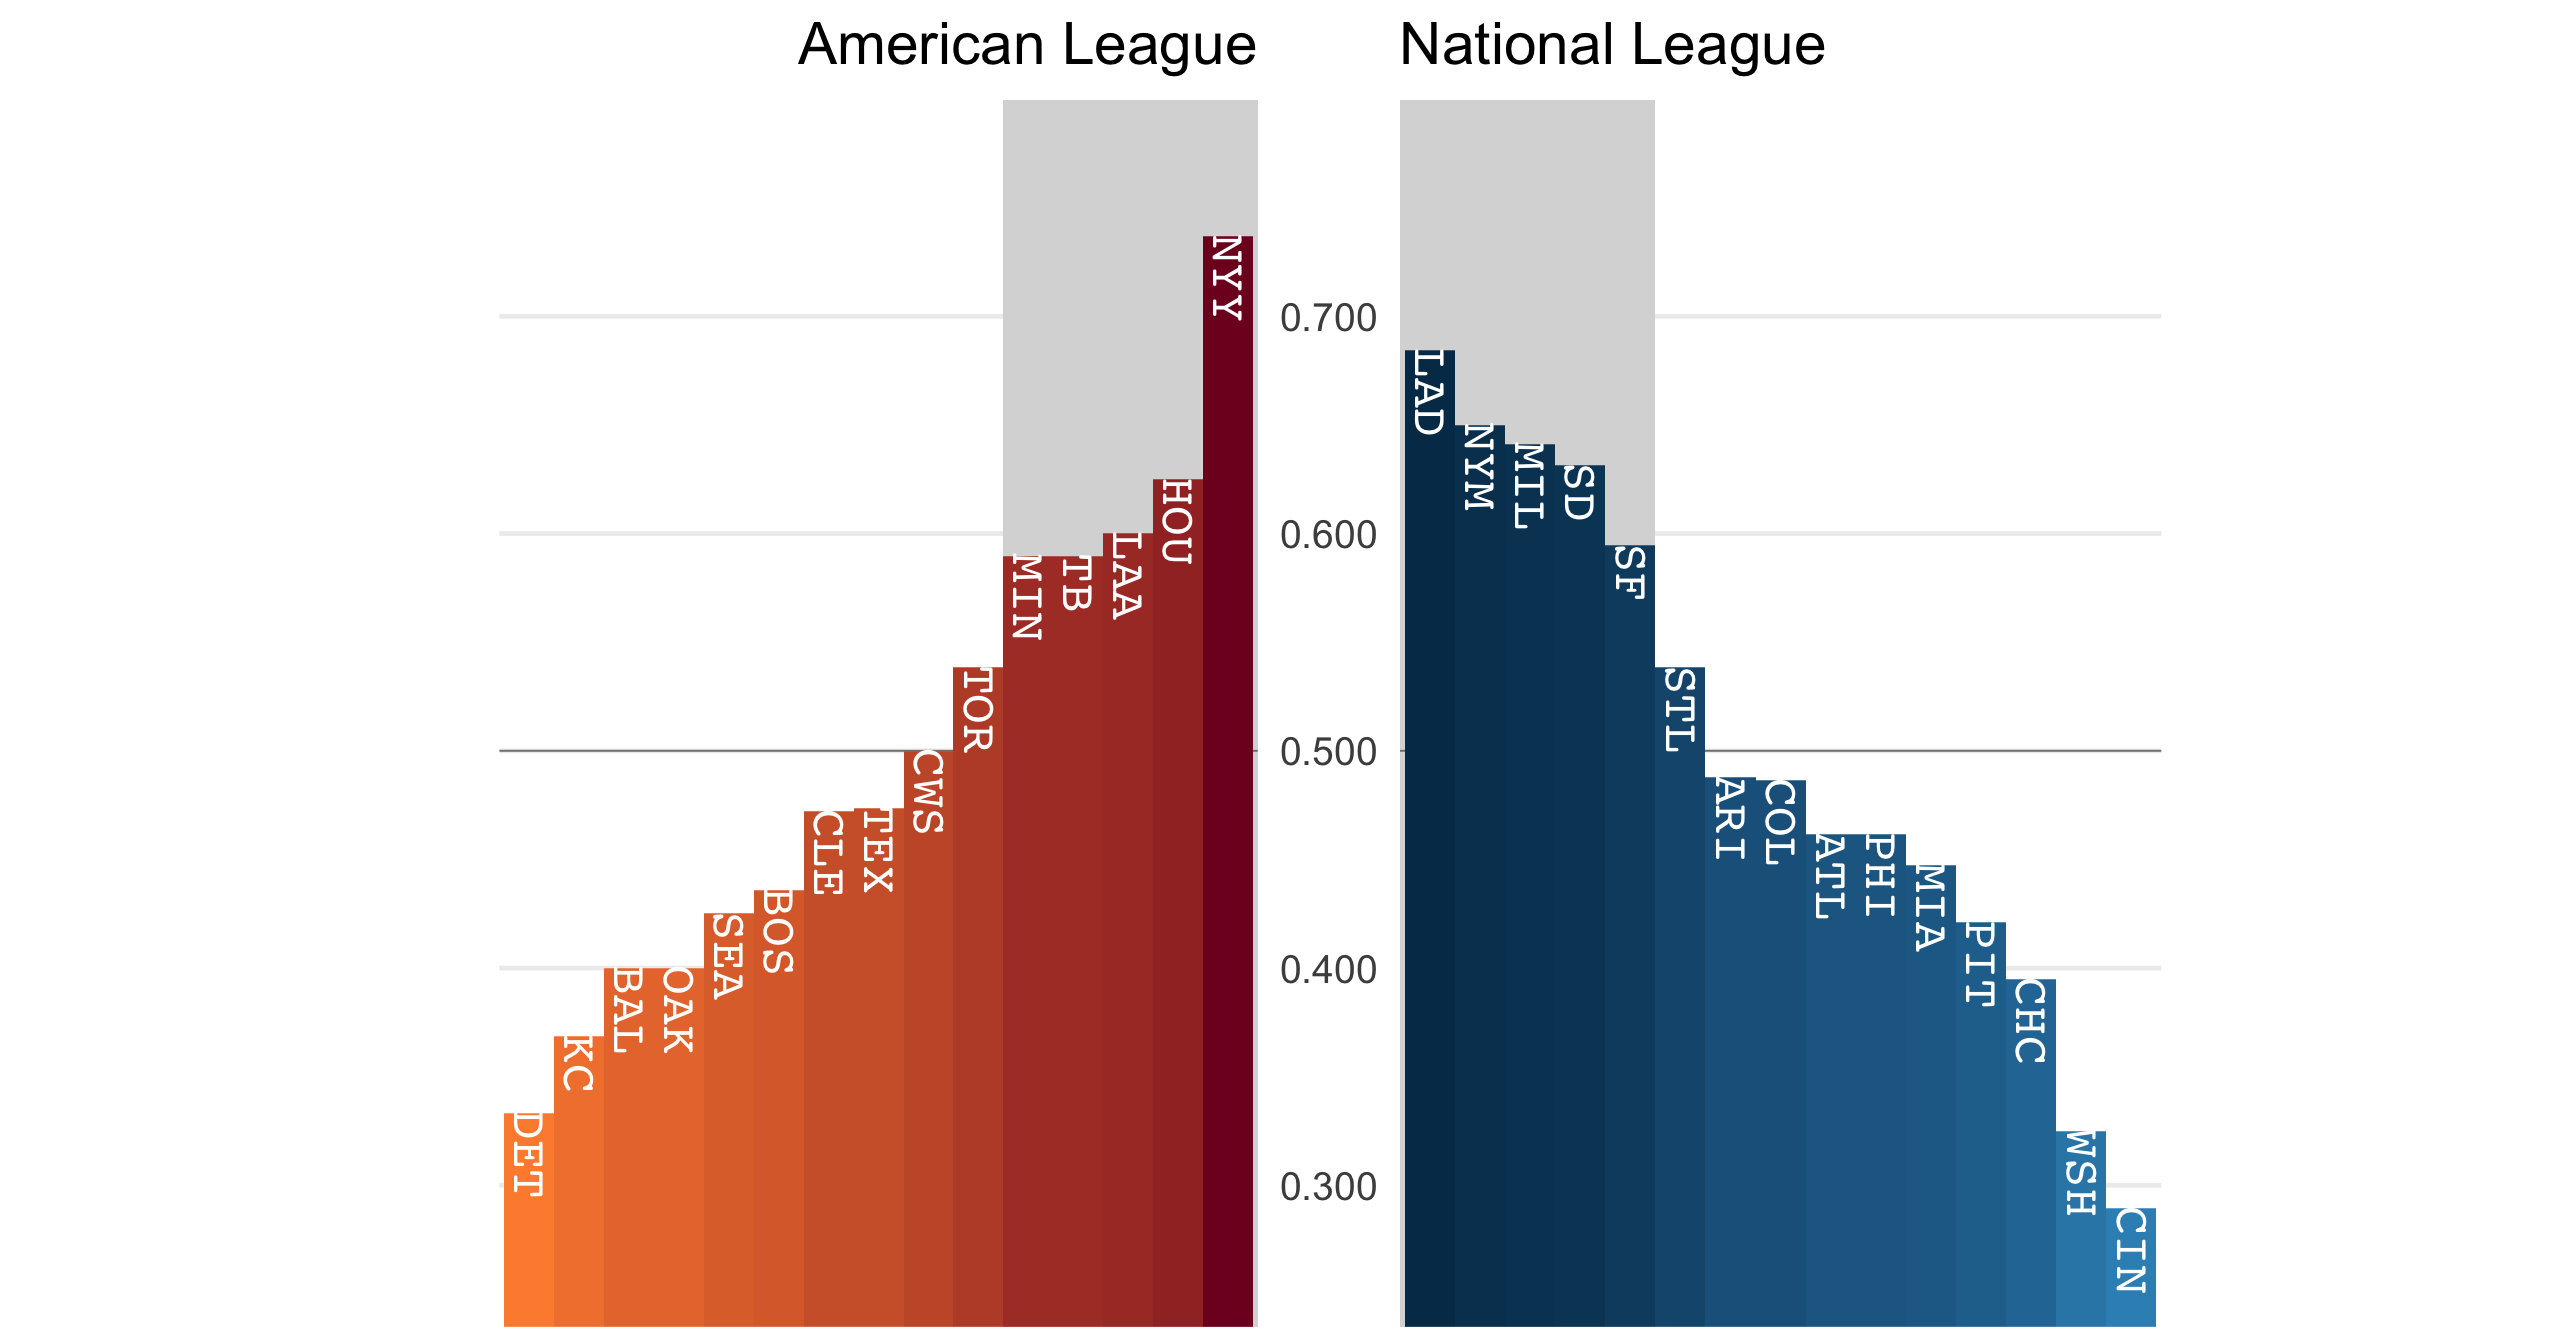 American League
National League
0.700
0.600
0.500
0.400
0.300
DET
KC
BAL
OAK
SEA
BOS
CLE
TEX
CWS
TOR
MIN
TB
LAA
HOU
NYY
LAD
NYM
MIL
SD
SF
STL
ARI
COL
ATL
PHI
MIA
PIT
CHC
WSH
CIN